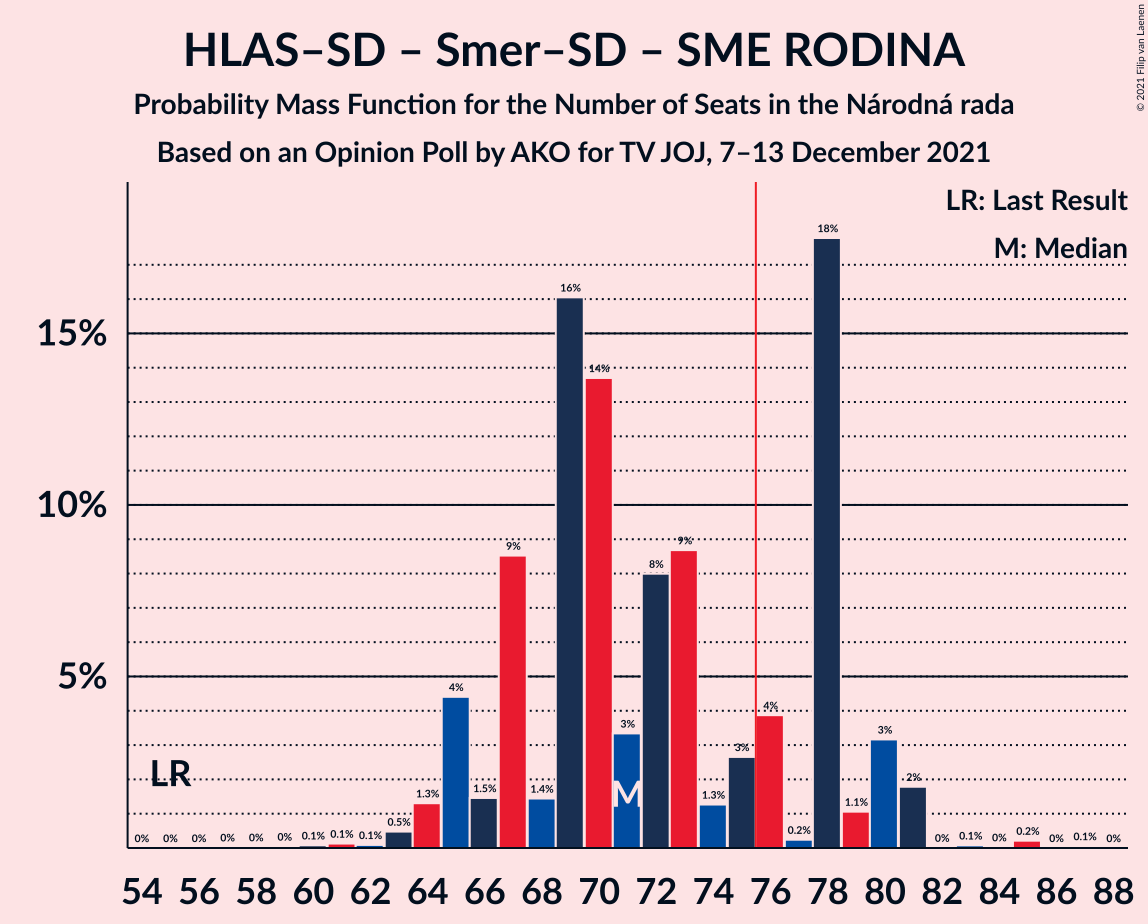 HLAS–SD – Smer–SD – SME RODINA
Probability Mass Function for the Number of Seats in the Národná rada
Based on an Opinion Poll by AKO for TV JOJ, 7–13 December 2021
© 2021 Filip van Laenen
LR: Last Result
M: Median
15%
10%
5%
LR
M
0% 0% 0% 0% 0% 0% 0.1% 0.1% 0.1% 0.5% 1.3% 4% 1.5% 9% 1.4% 16% 14% 3% 8% 9% 1.3% 3% 4% 0.2% 18% 1.1% 3% 2% 0% 0.1% 0% 0.2% 0% 0.1% 0%
54 56 58 60 62 64 66 68 70 72 74 76 78 80 82 84 86 88